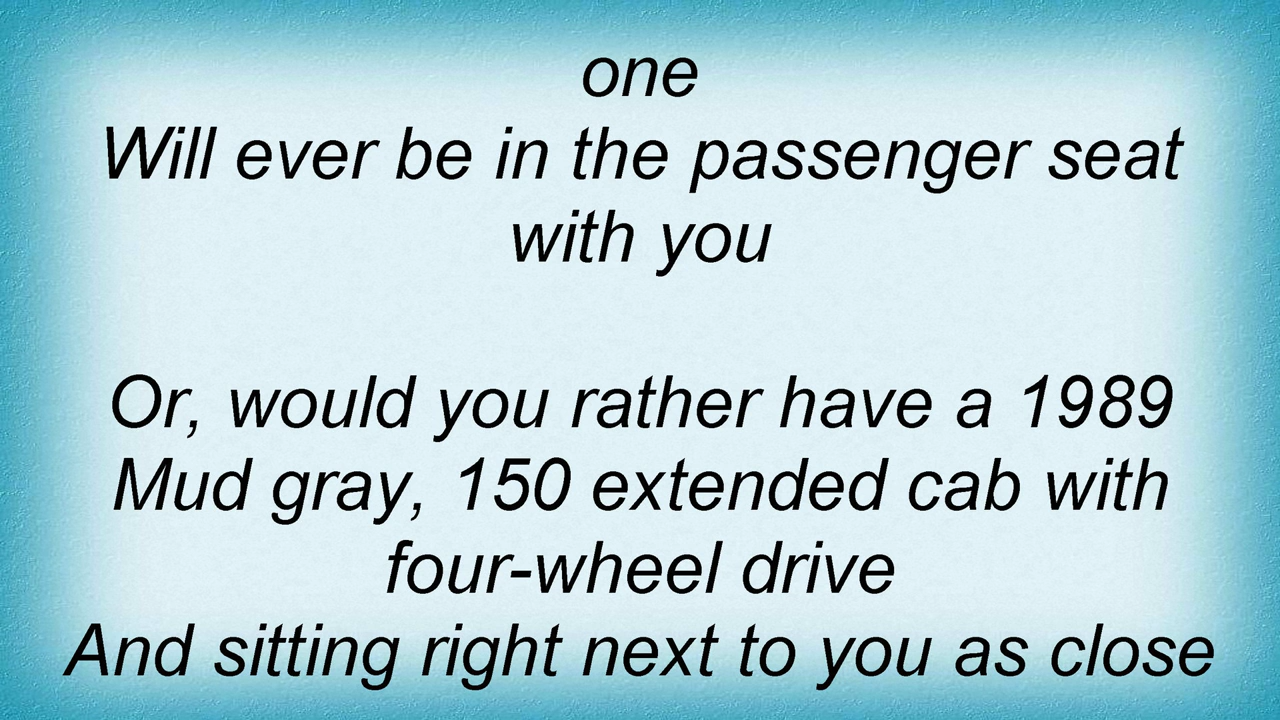 one
Will ever be in the passenger seat
with you
Or, would you rather have a 1989
Mud gray, 150 extended cab with
four-wheel drive
And sitting right next to you as close